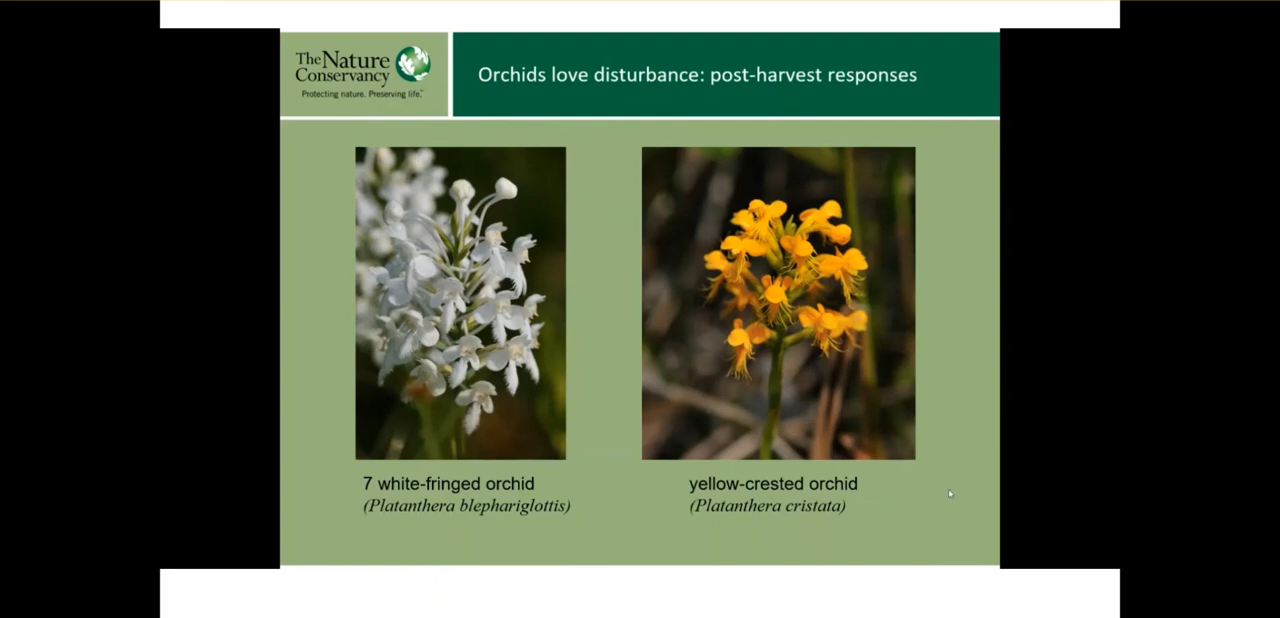 The Nature
Conservancy
Protecting nature. Preserving life.™
Orchids love disturbance: post-harvest responses
7 white-fringed orchid
(Platanthera blephariglottis)
yellow-crested orchid
(Platanthera cristata)